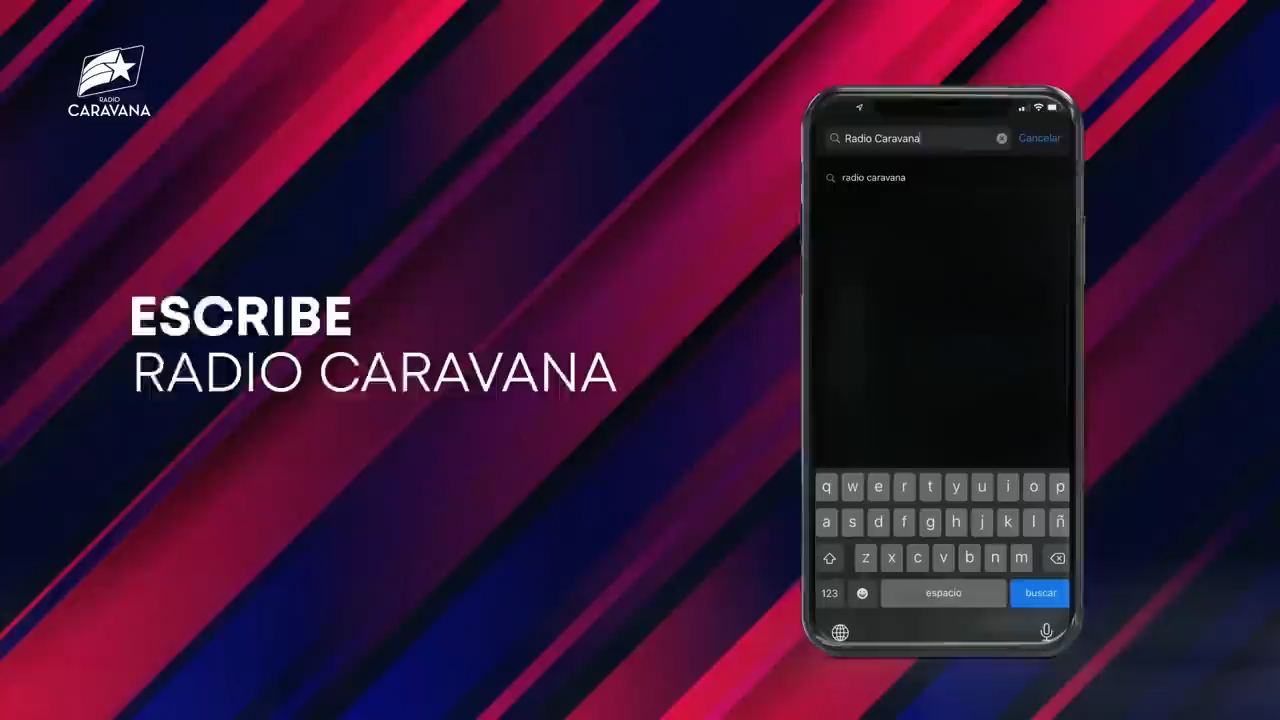 RADIO
CARAVANA
ESCRIBE
RADIO CARAVANA
Radio Caravana
Cancelar
radio caravana
q w e r t y u i o p
a s d f g h j k l ñ
z x c v b n m
123
espacio
buscar